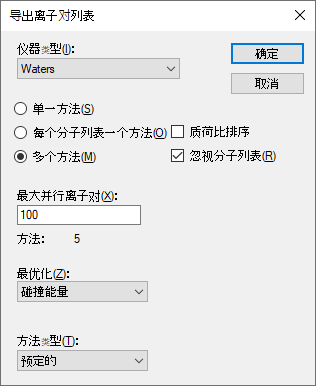 导出离子对列表
仪器类型(I):
Waters
确定
取消
单一方法(S)
每个分子列表一个方法(O)
质荷比排序
多个方法(M)
忽视分子列表(R)
最大并行离子对(X):
100
方法: 5
最优化(Z):
碰撞能量
方法类型(T):
预定的